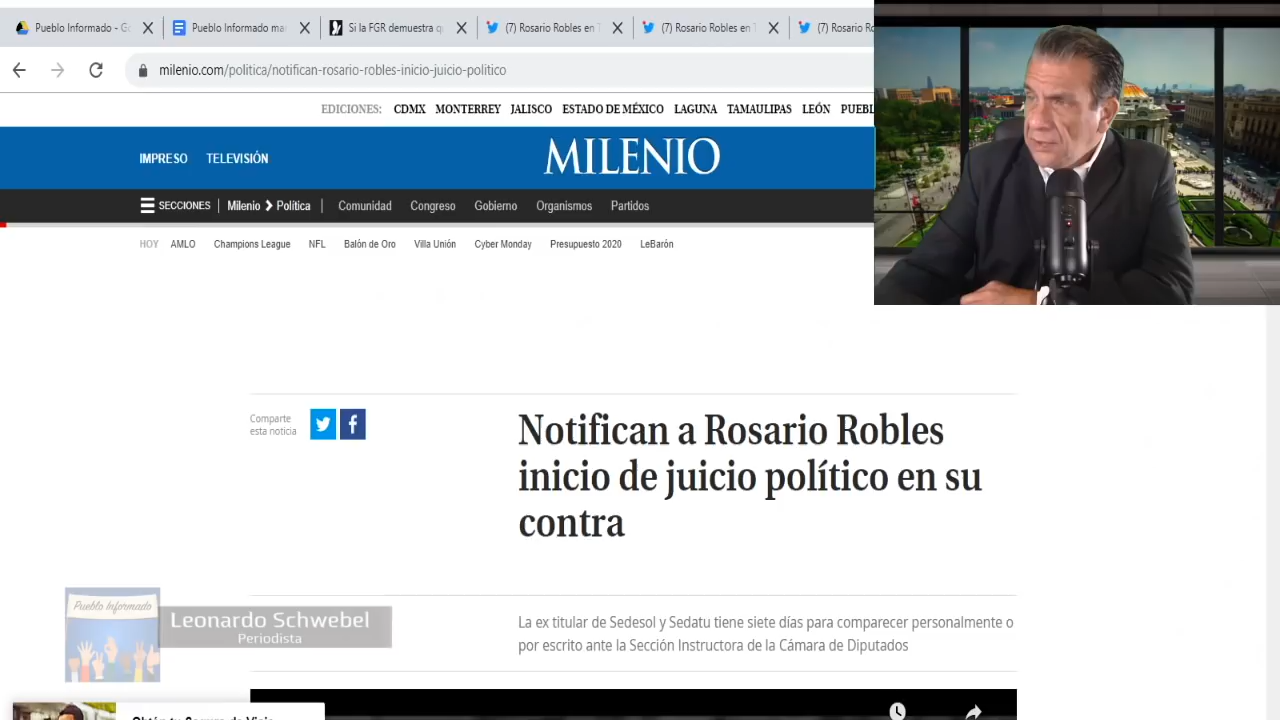 Pueblo Informado - Go
Pueblo Informado ma
Si la FGR demuestra q
(7) Rosario Robles en T
(7) Rosario Robles en T
(7) Rosario Ro
milenio.com/politica/notifican-rosario-robles-inicio-juicio-politico
EDICIONES: CDMX MONTERREY JALISCO ESTADO DE MÉXICO LAGUNA TAMAULIPAS LEÓN PUEBL
IMPRESO TELEVISIÓN
MILENIO
SECCIONES Milenio Política Comunidad Congreso Gobierno Organismos Partidos
HOY AMLO Champions League NFL Balón de Oro Villa Unión Cyber Monday Presupuesto 2020 LeBarón
Comparte
esta noticia
Notifican a Rosario Robles
inicio de juicio político en su
contra
Pueblo Informado
Leonardo Schwebel
Periodista
La ex titular de Sedesol y Sedatu tiene siete días para comparecer personalmente o
por escrito ante la Sección Instructora de la Cámara de Diputados